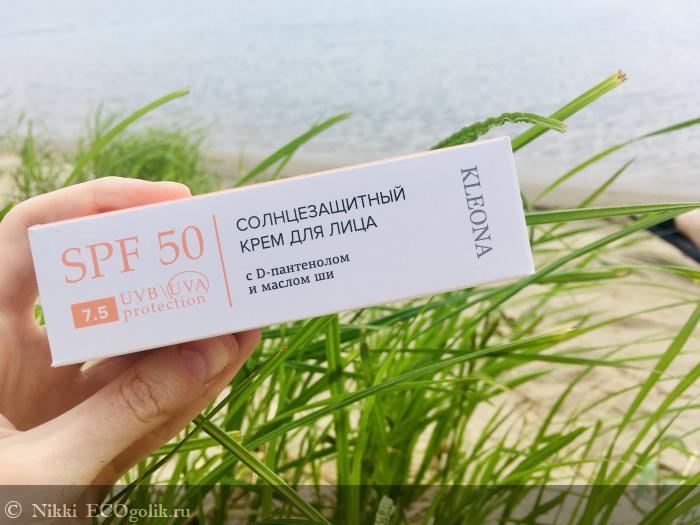 SPF 50
7.5
UVB\UVA
protection
СОЛНЦЕЗАЩИТНЫЙ
КРЕМ ДЛЯ ЛИЦА
с D-пантенолом
и маслом ши
KLEONA
© Nikki ECOgolik.ru